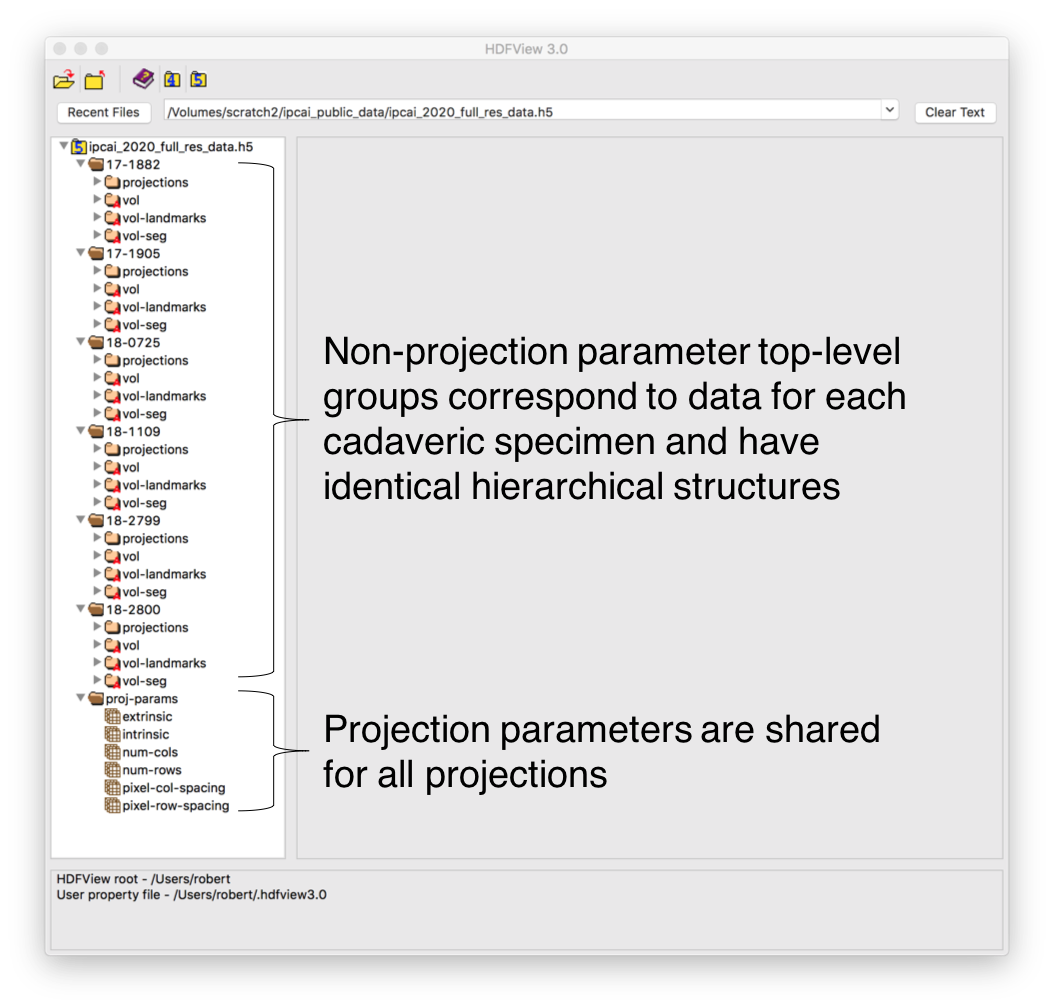 HDFView 3.0
4
5
Recent Files
/Volumes/scratch2/ipcai_public_data/ipcai_2020_full_res_data.h5
Clear Text
5
ipcai_2020_full_res_data.h5
17-1882
projections
vol
vol-landmarks
vol-seg
17-1905
projections
vol
vol-landmarks
vol-seg
18-0725
projections
vol
vol-landmarks
vol-seg
18-1109
projections
vol
vol-landmarks
vol-seg
18-2799
projections
vol
vol-landmarks
vol-seg
18-2800
projections
vol
vol-landmarks
vol-seg
proj-params
extrinsic
intrinsic
num-cols
num-rows
pixel-col-spacing
pixel-row-spacing
Non-projection parameter top-level
groups correspond to data for each
cadaveric specimen and have
identical hierarchical structures
Projection parameters are shared
for all projections
HDFView root - /Users/robert
User property file - /Users/robert/.hdfview3.0